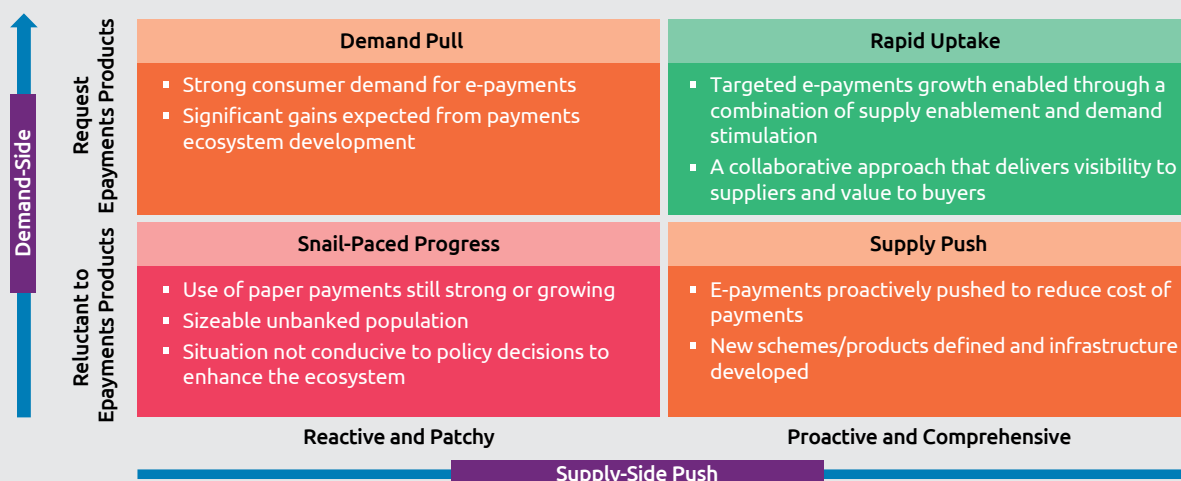 Demand-Side
Request
Epayments Products
Demand Pull
▪ Strong consumer demand for e-payments
▪ Significant gains expected from payments
ecosystem development
Rapid Uptake
▪ Targeted e-payments growth enabled through a
combination of supply enablement and demand
stimulation
▪ A collaborative approach that delivers visibility to
suppliers and value to buyers
Reluctant to
Epayments Products
Snail-Paced Progress
▪ Use of paper payments still strong or growing
▪ Sizeable unbanked population
▪ Situation not conducive to policy decisions to
enhance the ecosystem
Supply Push
▪ E-payments proactively pushed to reduce cost of
payments
▪ New schemes/products defined and infrastructure
developed
Reactive and Patchy
Proactive and Comprehensive
Supply-Side Push